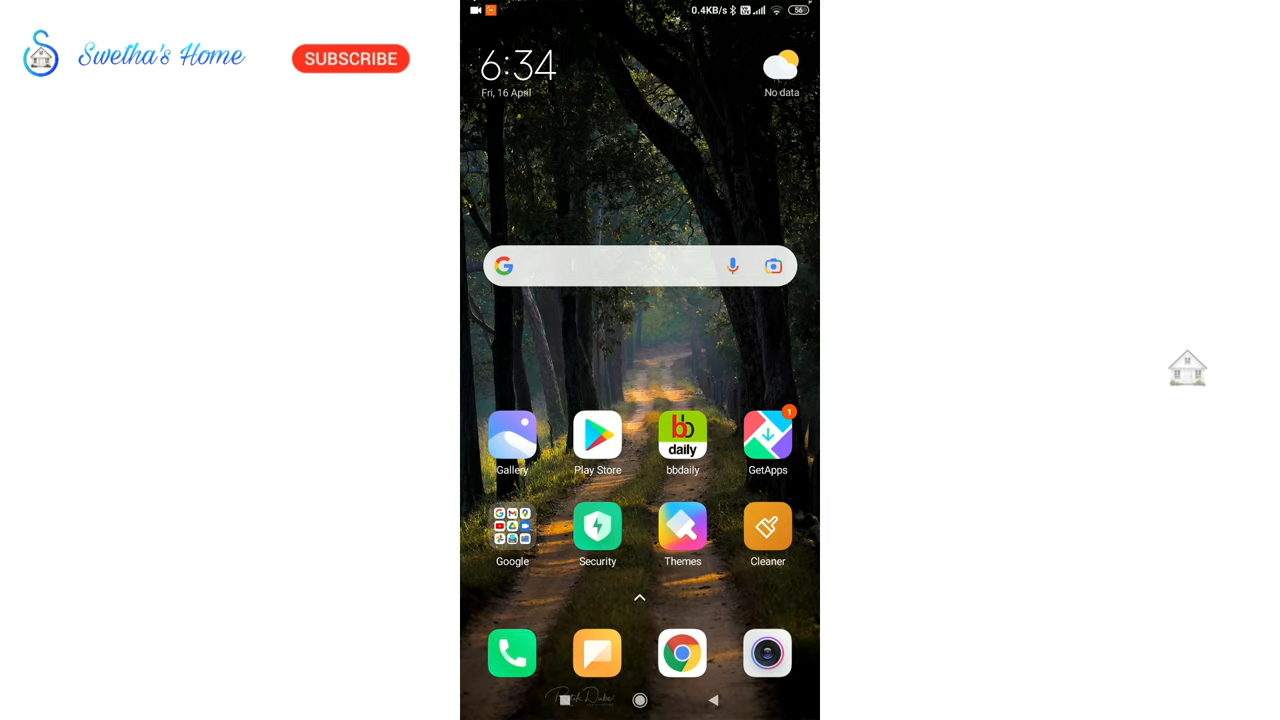 0.4KB/s 56
Swetha's Home
SUBSCRIBE
6:34
Fri, 16 April
No data
1
daily
Gallery
Play Store
bbdaily
GetApps
Google
Security
Themes
Cleaner